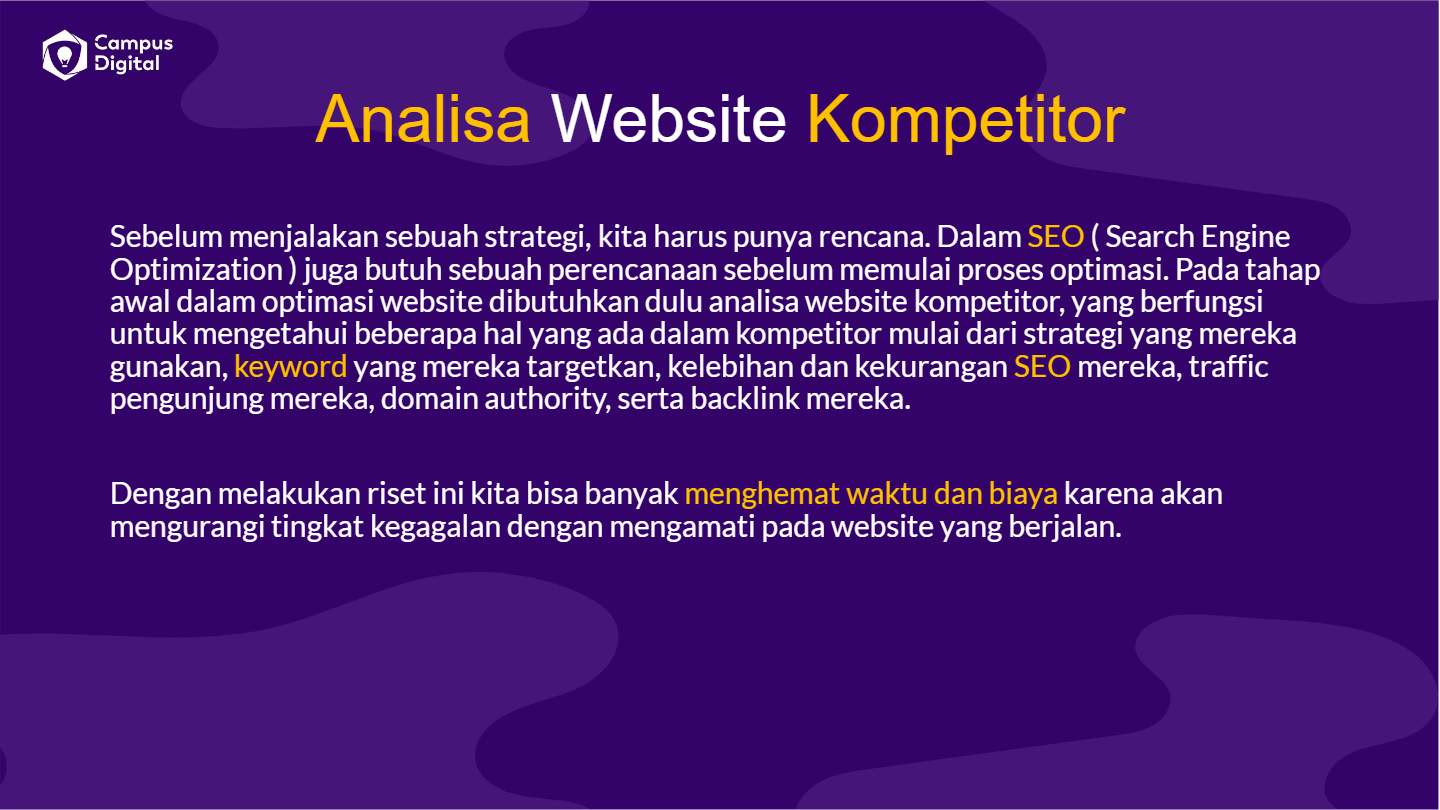 Campus
Digital
Analisa Website Kompetitor
Sebelum menjalakan sebuah strategi, kita harus punya rencana. Dalam SEO ( Search Engine
Optimization ) juga butuh sebuah perencanaan sebelum memulai proses optimasi. Pada tahap
awal dalam optimasi website dibutuhkan dulu analisa website kompetitor, yang berfungsi
untuk mengetahui beberapa hal yang ada dalam kompetitor mulai dari strategi yang mereka
gunakan, keyword yang mereka targetkan, kelebihan dan kekurangan SEO mereka, traffic
pengunjung mereka, domain authority, serta backlink mereka.
Dengan melakukan riset ini kita bisa banyak menghemat waktu dan biaya karena akan
mengurangi tingkat kegagalan dengan mengamati pada website yang berjalan.